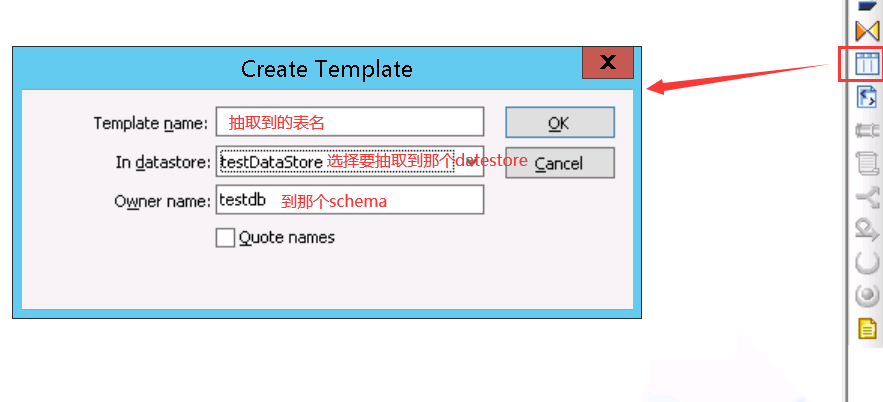 Create Template
Template name: 抽取到的表名
OK
In datastore: testDataStore 选择要抽取到那个datestore
Cancel
Owner name: testdb 到那个schema
Quote names